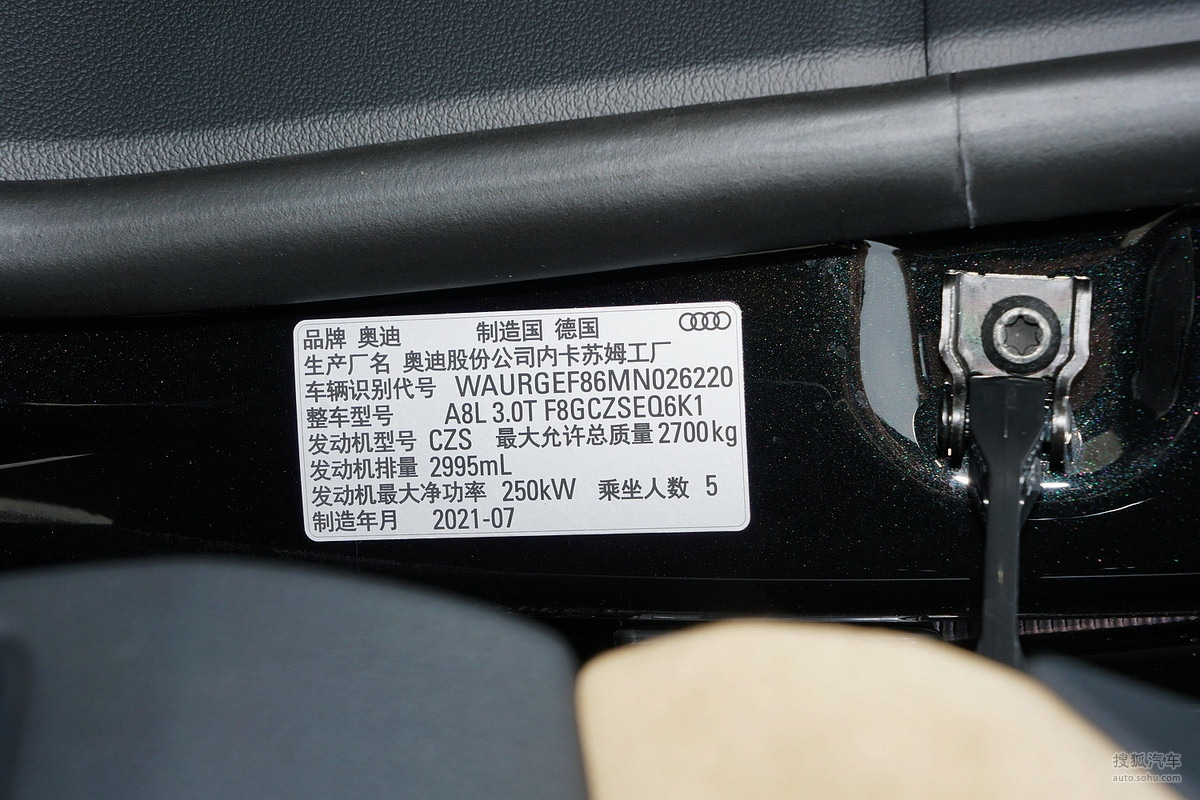 品牌 奥迪 制造国 德国
生产厂名 奥迪股份公司内卡苏姆工厂
车辆识别代号 WAURGEF86MN026220
整车型号 A8L 3.0T F8GCZSEQ6K1
发动机型号 CZS 最大允许总质量 2700kg
发动机排量 2995mL
发动机最大净功率 250kW 乘坐人数 5
制造年月 2021-07
搜狐汽车
auto.sohu.com